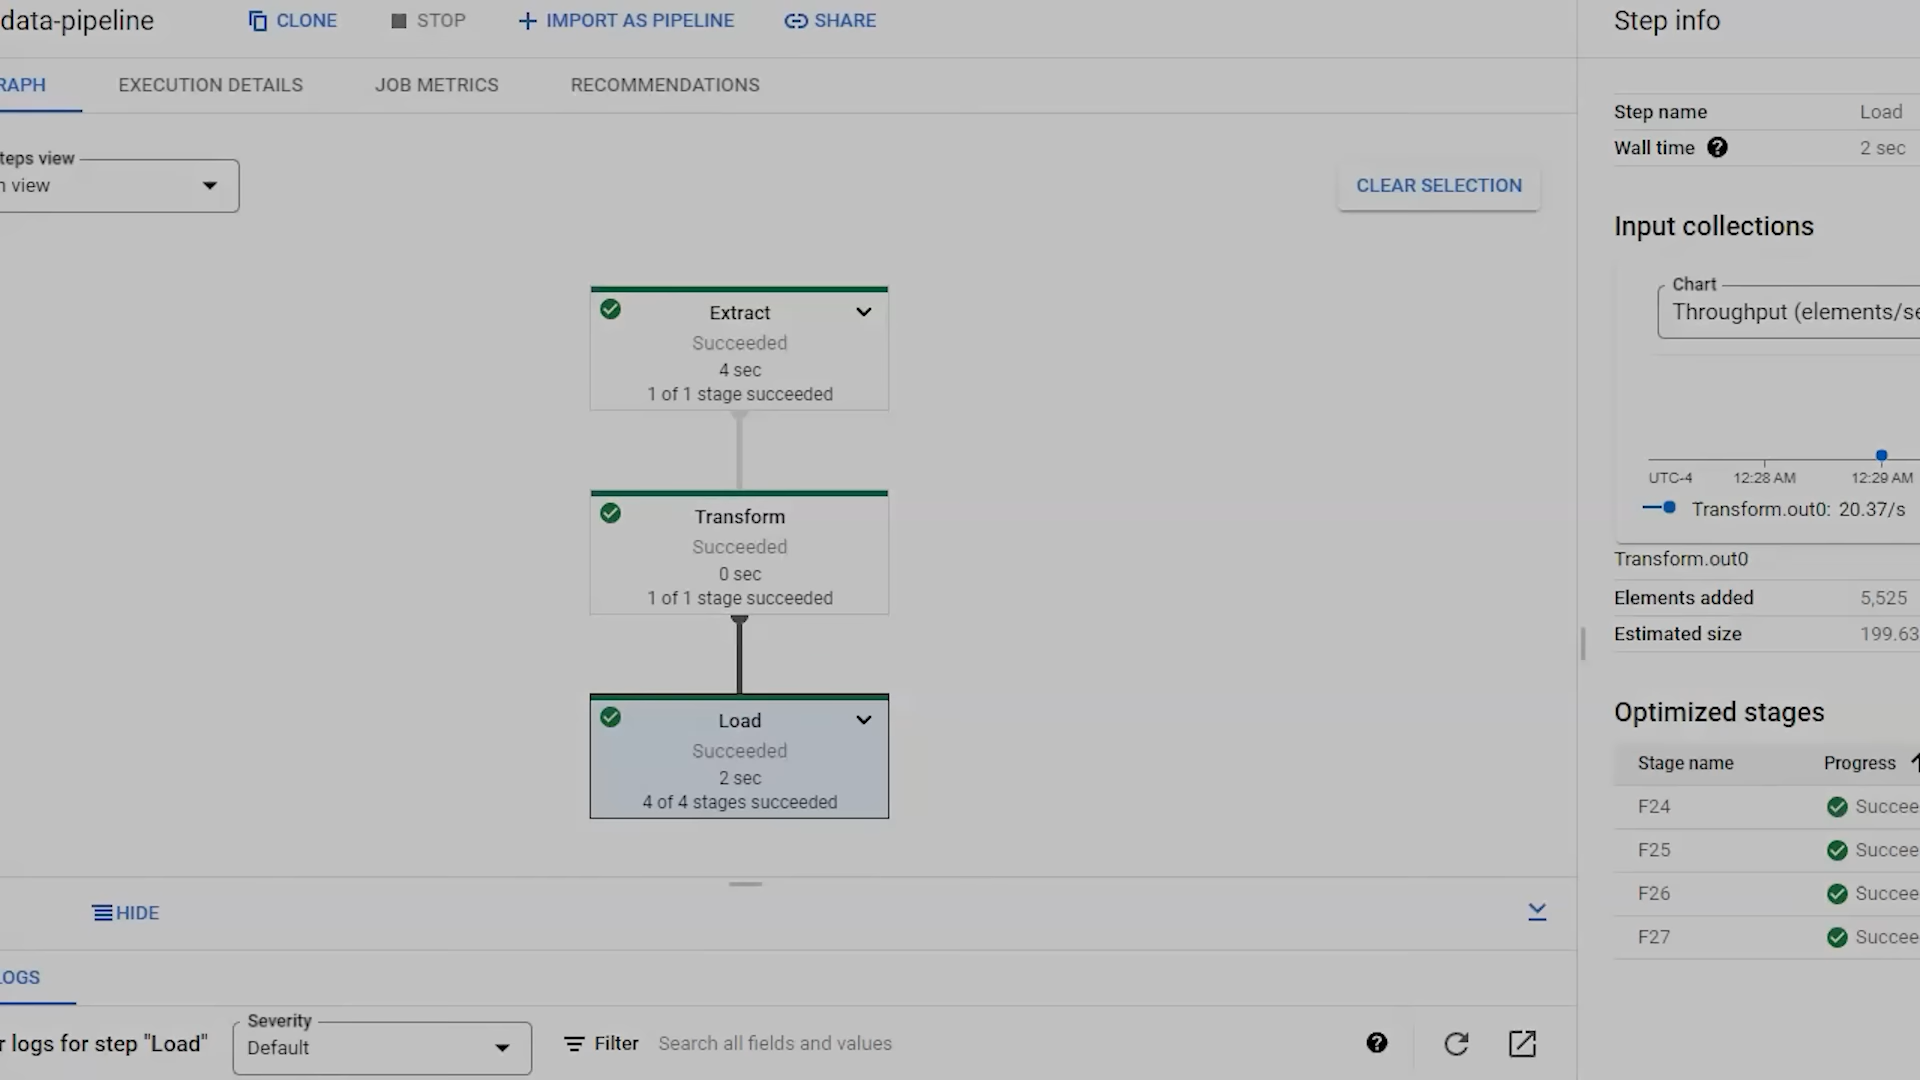 data-pipeline
CLONE
STOP
IMPORT AS PIPELINE
SHARE
RAPH
EXECUTION DETAILS
JOB METRICS
RECOMMENDATIONS
teps view
n view
CLEAR SELECTION
Extract
Succeeded
4 sec
1 of 1 stage succeeded
Transform
Succeeded
0 sec
1 of 1 stage succeeded
Load
Succeeded
2 sec
4 of 4 stages succeeded
HIDE
LOGS
r logs for step "Load"
Severity
Default
Filter
Search all fields and values
Step info
Step name Load
Wall time 2 sec
Input collections
Chart
Throughput (elements/se
UTC-4 12:28 AM 12:29 AM
Transform.out0: 20.37/s
Transform.out0
Elements added 5,525
Estimated size 199.63
Optimized stages
Stage name Progress
F24 Succee
F25 Succee
F26 Succee
F27 Succee